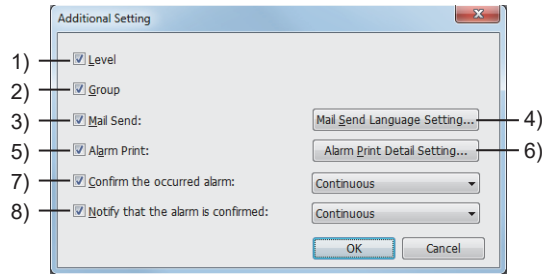 Additional Setting
1) Level
2) Group
3) Mail Send: Mail Send Language Setting... 4)
5) Alarm Print: Alarm Print Detail Setting... 6)
7) Confirm the occurred alarm: Continuous
8) Notify that the alarm is confirmed: Continuous
OK Cancel